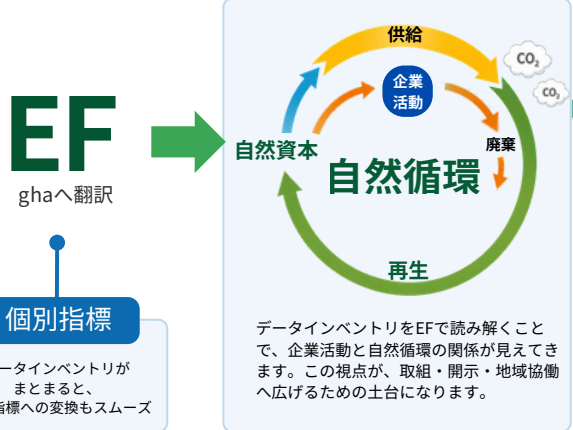 EF
ghaへ翻訳
個別指標
ータインベントリが
まとまると、
指標への変換もスムーズ
供給
CO₂
CO₂
企業
活動
廃棄
自然資本
自然循環
再生
データインベントリをEFで読み解くこと
で、企業活動と自然循環の関係が見えてき
ます。この視点が、取組・開示・地域協働
へ広げるための土台になります。